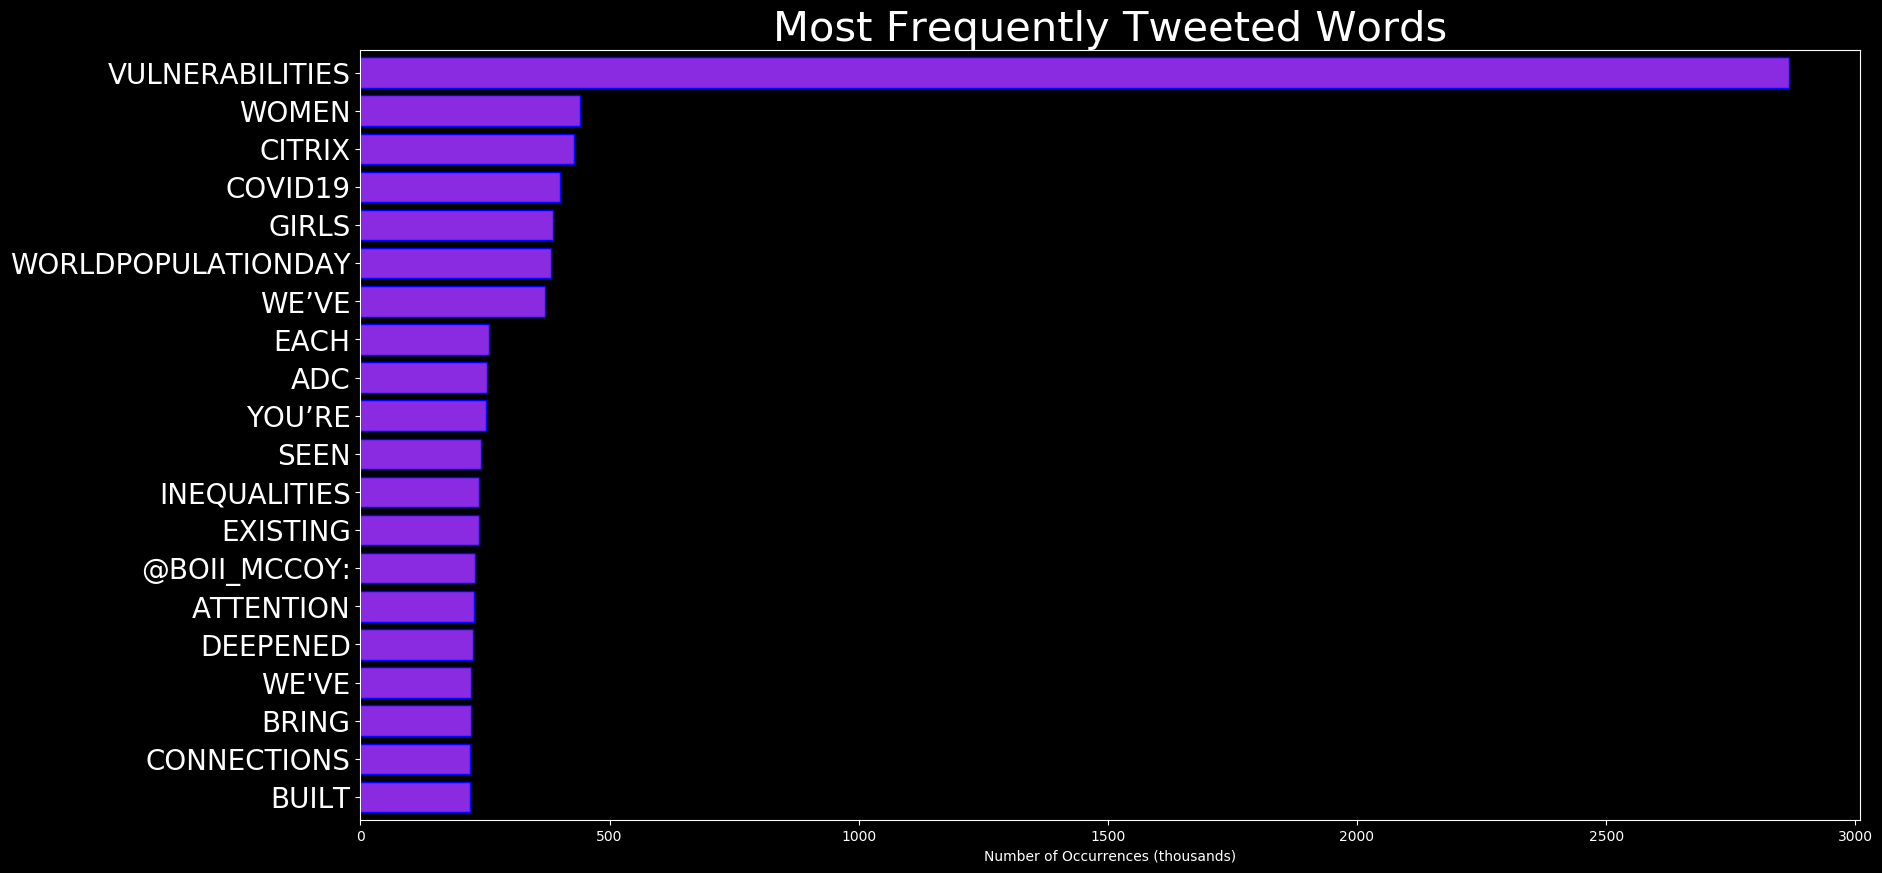 Most Frequently Tweeted Words
VULNERABILITIES
WOMEN
CITRIX
COVID19
GIRLS
WORLDPOPULATIONDAY
WE’VE
EACH
ADC
YOU’RE
SEEN
INEQUALITIES
EXISTING
@BOII_MCCOY:
ATTENTION
DEEPENED
WE'VE
BRING
CONNECTIONS
BUILT
0 500 1000 1500 2000 2500 3000
Number of Occurrences (thousands)